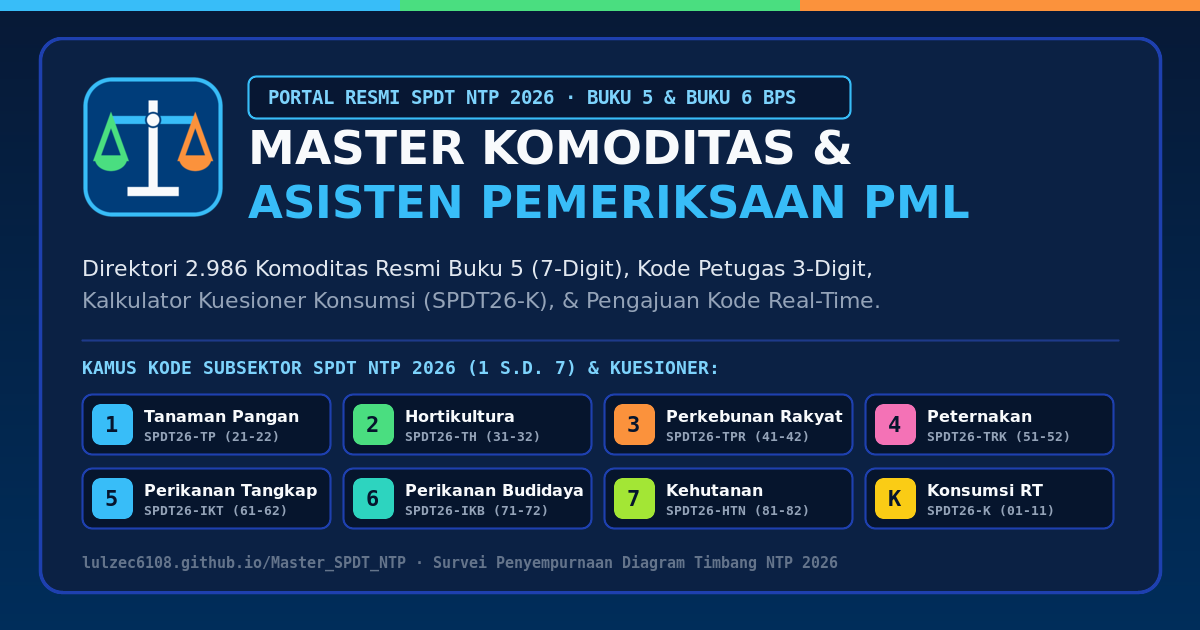 PORTAL RESMI SPDT NTP 2026 · BUKU 5 & BUKU 6 BPS
MASTER KOMODITAS &
ASISTEN PEMERIKSAAN PML
Direktori 2.986 Komoditas Resmi Buku 5 (7-Digit), Kode Petugas 3-Digit,
Kalkulator Kuesioner Konsumsi (SPDT26-K), & Pengajuan Kode Real-Time.
KAMUS KODE SUBSEKTOR SPDT NTP 2026 (1 S.D. 7) & KUESIONER:
1 Tanaman Pangan
SPDT26-TP (21-22)
2 Hortikultura
SPDT26-TH (31-32)
3 Perkebunan Rakyat
SPDT26-TPR (41-42)
4 Peternakan
SPDT26-TRK (51-52)
5 Perikanan Tangkap
SPDT26-IKT (61-62)
6 Perikanan Budidaya
SPDT26-IKB (71-72)
7 Kehutanan
SPDT26-HTN (81-82)
K Konsumsi RT
SPDT26-K (01-11)
lulzec6108.github.io/Master_SPDT_NTP · Survei Penyempurnaan Diagram Timbang NTP 2026